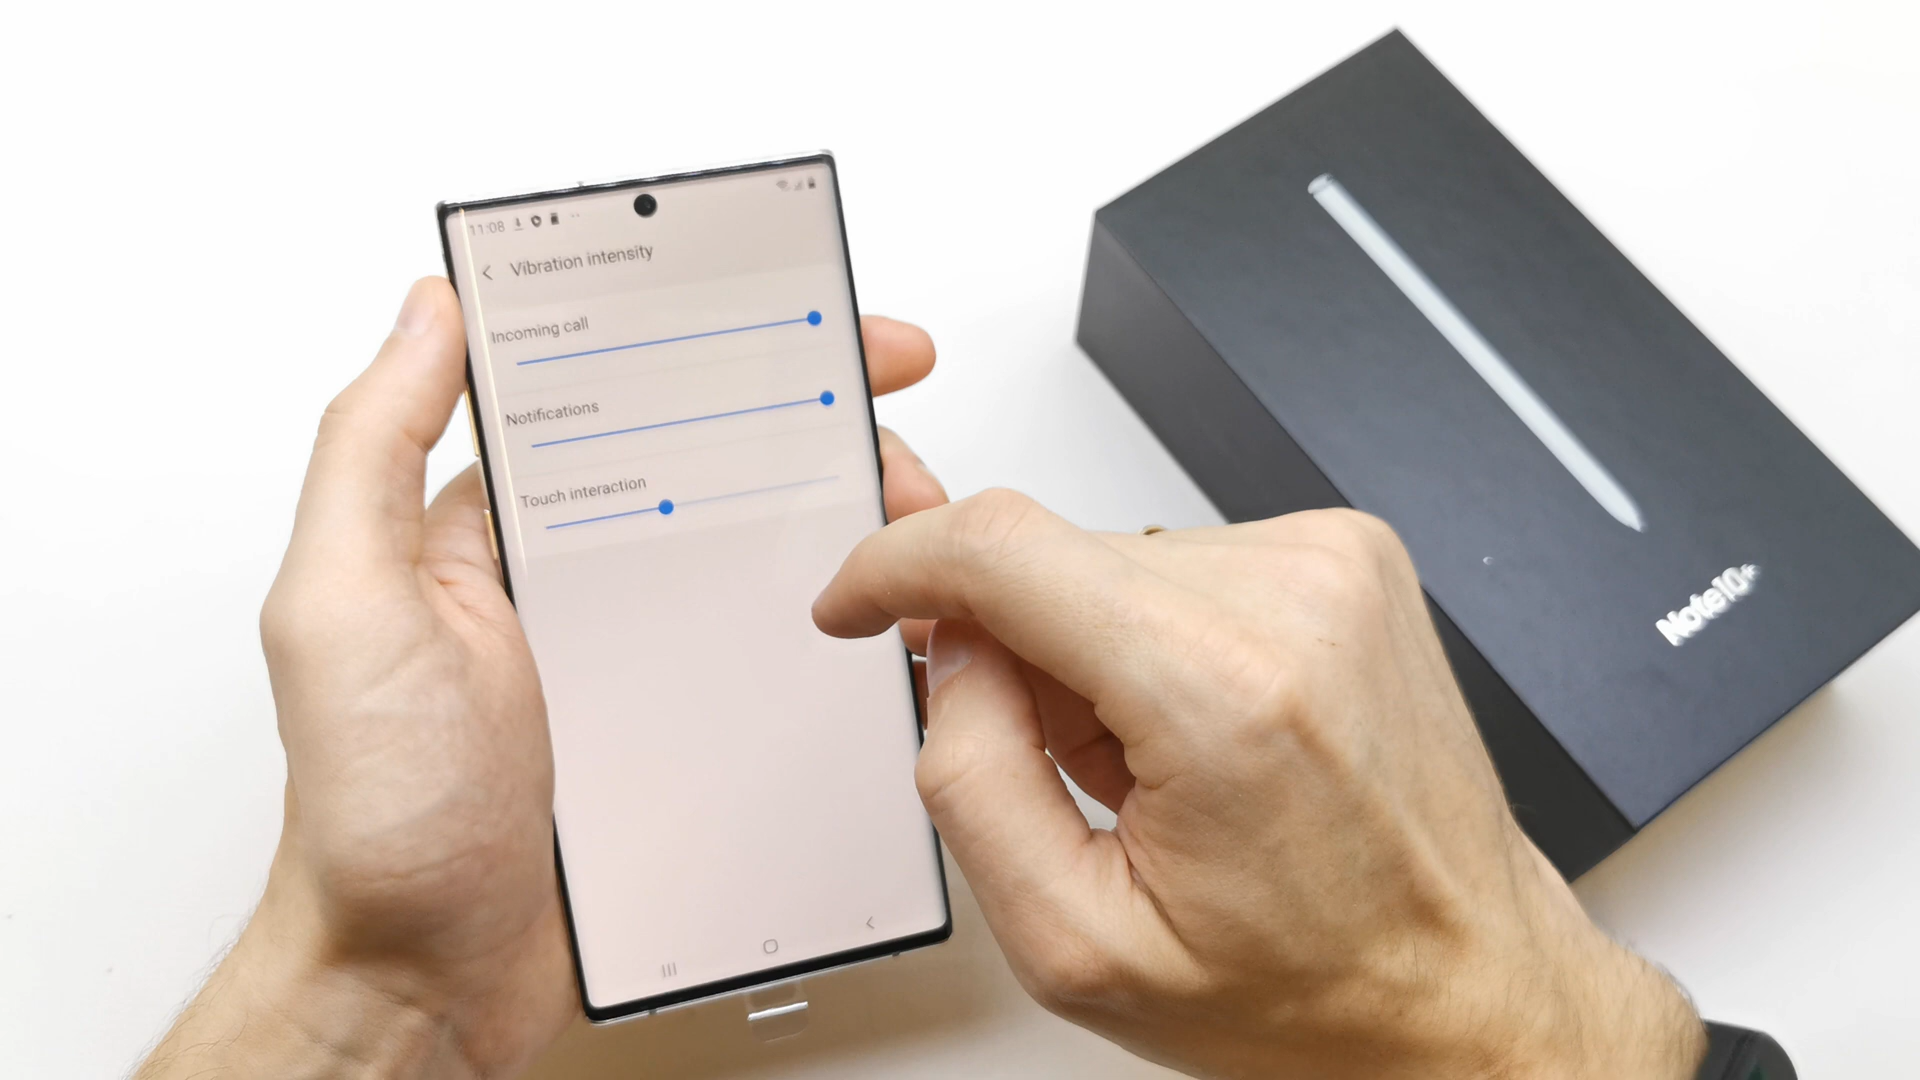 11:08
Vibration intensity
Incoming call
Notifications
Touch interaction
Note10+